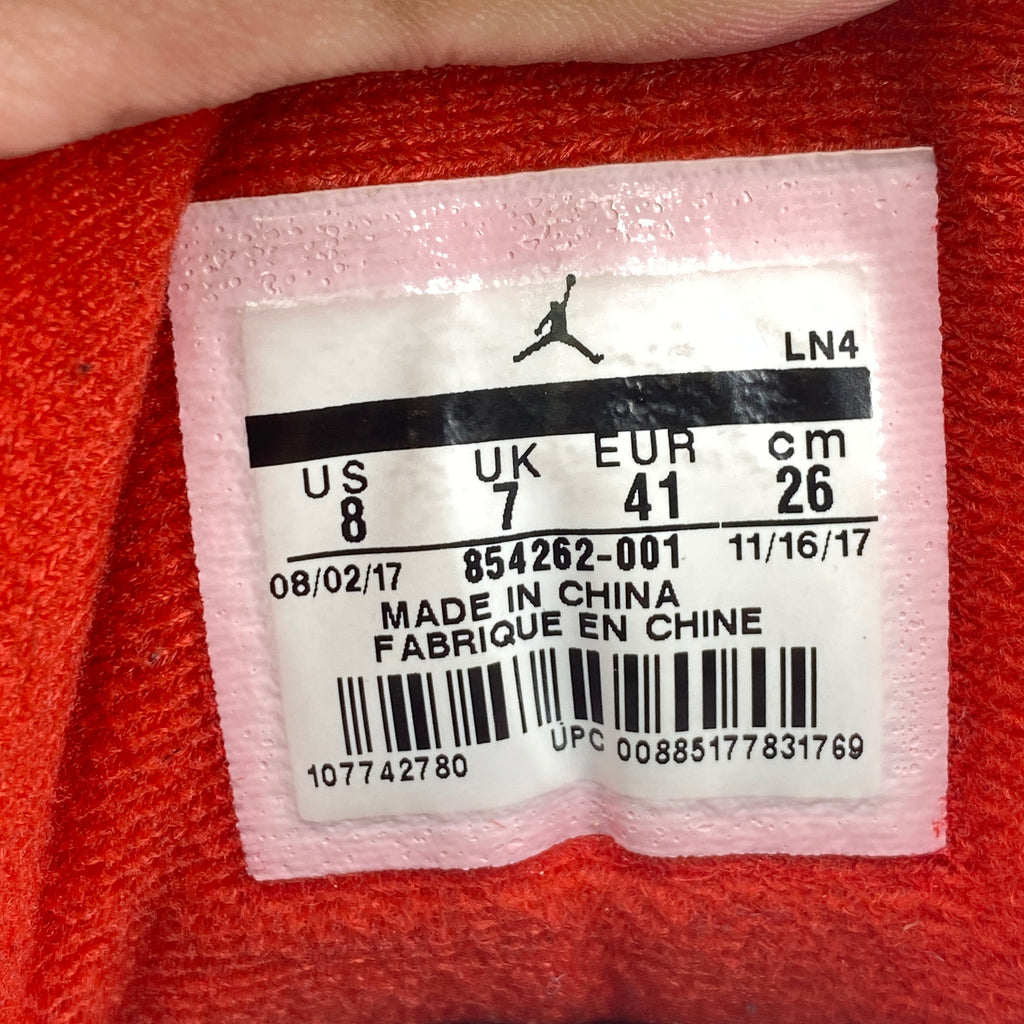 LN4
US UK EUR cm
8 7 41 26
08/02/17 854262-001 11/16/17
MADE IN CHINA
FABRIQUE EN CHINE
107742780 UPC 00885177831769